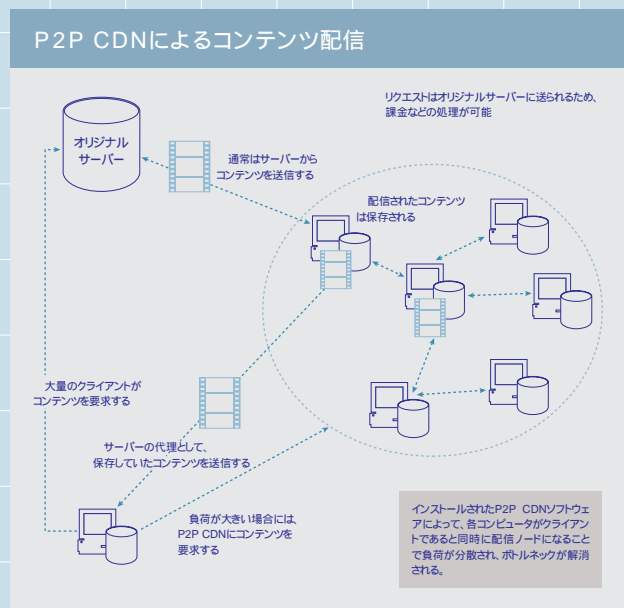 P2P CDNによるコンテンツ配信
リクエストはオリジナルサーバーに送られるため、
課金などの処理が可能
オリジナル
サーバー
通常はサーバーから
コンテンツを送信する
配信されたコンテンツ
は保存される
大量のクライアントが
コンテンツを要求する
サーバーの代理として、
保存していたコンテンツを送信する
負荷が大きい場合には、
P2P CDNにコンテンツを
要求する
インストールされたP2P CDNソフトウェ
アによって、各コンピュータがクライアン
トであると同時に配信ノードになること
で負荷が分散され、ボトルネックが解消
される。